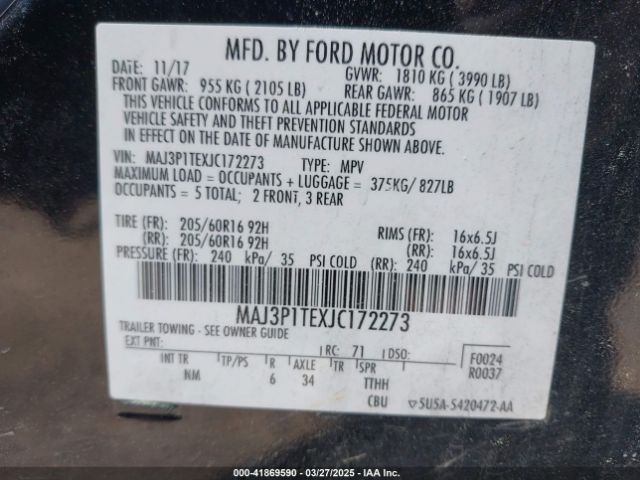 MFD. BY FORD MOTOR CO.
DATE: 11/17 GVWR: 1810 KG ( 3990 LB)
FRONT GAWR: 955 KG ( 2105 LB) REAR GAWR: 865 KG ( 1907 LB)
THIS VEHICLE CONFORMS TO ALL APPLICABLE FEDERAL MOTOR
VEHICLE SAFETY AND THEFT PREVENTION STANDARDS
IN EFFECT ON THE DATE OF MANUFACTURE SHOWN ABOVE.
VIN: MAJ3P1TEXJC172273 TYPE: MPV
MAXIMUM LOAD = OCCUPANTS + LUGGAGE = 375KG/ 827LB
OCCUPANTS = 5 TOTAL; 2 FRONT, 3 REAR
TIRE (FR): 205/60R16 92H RIMS (FR): 16x6.5J
(RR): 205/60R16 92H (RR): 16x6.5J
PRESSURE (FR): 240 kPa/ 35 PSI COLD (RR): 240 kPa/ 35 PSI COLD
MAJ3P1TEXJC172273
TRAILER TOWING - SEE OWNER GUIDE
EXT PNT: RC: 71 DSO: F0024
INT TR TP/PS R AXLE TR SPR R0037
NM 6 34 TTHH
CBU 5U5A-5420472-AA
000-41869590 - 03/27/2025 - IAA Inc.